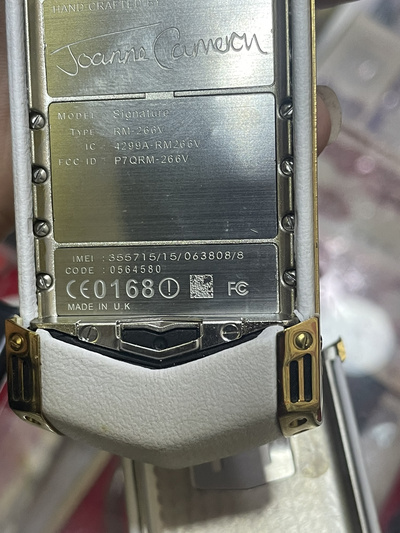 HAND CRAFTED BY
Joanne Cameron
MODEL : Signature
TYPE : RM-266V
IC : 4299A-RM266V
FCC ID : P7QRM-266V
IMEI : 355715/15/063808/8
CODE : 0564580
CE0168 FC
MADE IN U.K